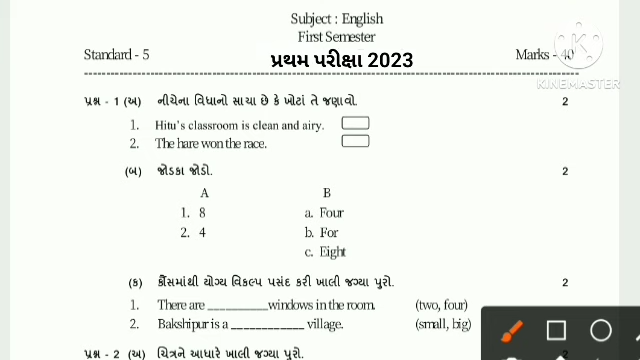 Subject : English
First Semester
Standard - 5
પ્રથમ પરીક્ષા 2023
Marks - 40
KINEMASTER
પ્રશ્ન - 1 (અ) નીચેના વિધાનો સાચા છે કે ખોટાં તે જણાવો. 2
1. Hitu's classroom is clean and airy.
2. The hare won the race.
(બ) જોડકા જોડો. 2
A B
1. 8 a. Four
2. 4 b. For
c. Eight
(ક) કૌંસમાંથી યોગ્ય વિકલ્પ પસંદ કરી ખાલી જગ્યા પુરો. 2
1. There are __________windows in the room. (two, four)
2. Bakshipur is a ____________ village. (small, big)
પ્રશ્ન - 2 (અ) ચિત્રને આધારે ખાલી જગ્યા પુરો. 2